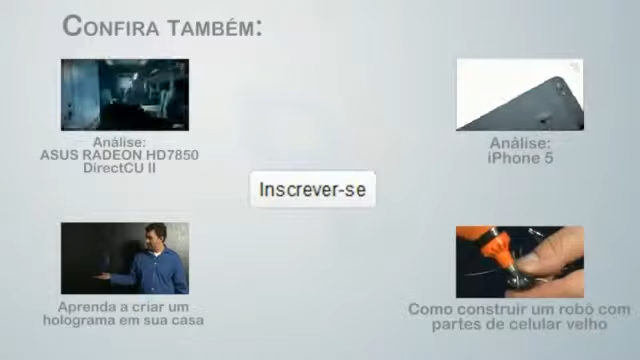 CONFIRA TAMBÉM:
Análise:
ASUS RADEON HD7850
DirectCU II
Análise:
iPhone 5
Inscrever-se
Aprenda a criar um
holograma em sua casa
Como construir um robô com
partes de celular velho